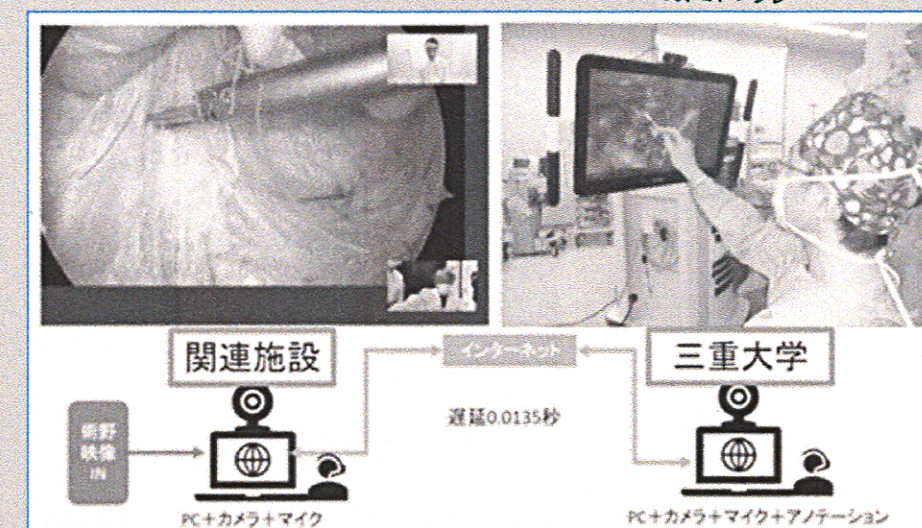 関連施設
インターネット
三重大学
遅延0.0135秒
術野
映像
IN
PC+カメラ+マイク
PC+カメラ+マイク+アノテーション